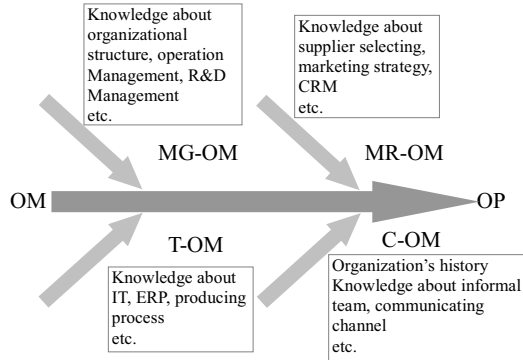 Knowledge about
organizational
structure, operation
Management, R&D
Management
etc.
Knowledge about
supplier selecting,
marketing strategy,
CRM
etc.
MG-OM
MR-OM
OM
OP
T-OM
C-OM
Knowledge about
IT, ERP, producing
process
etc.
Organization's history
Knowledge about informal
team, communicating
channel
etc.